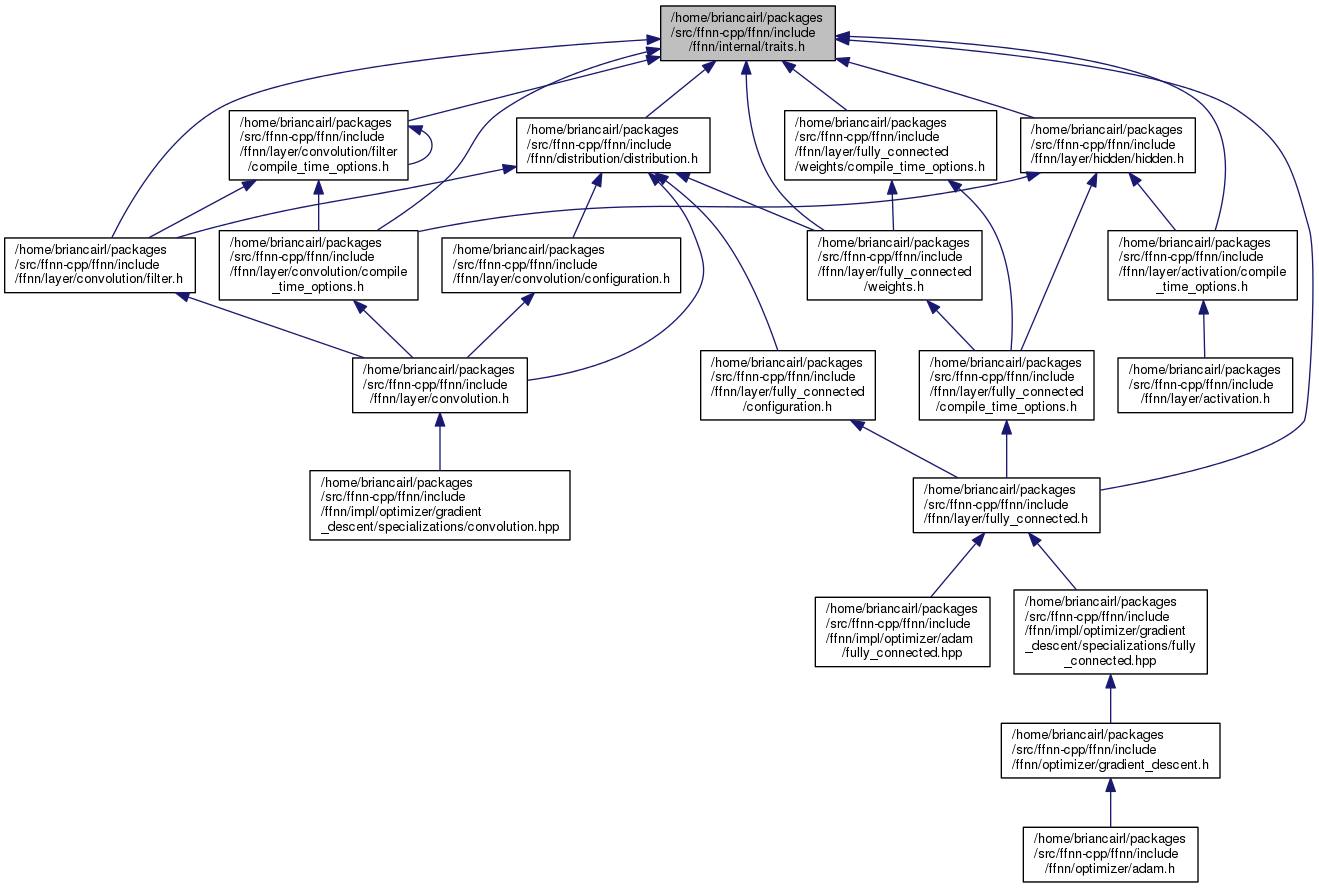 /home/briancairl/packages
/src/ffnn-cpp/ffnn/include
/ffnn/internal/traits.h
/home/briancairl/packages
/src/ffnn-cpp/ffnn/include
/ffnn/layer/convolution/filter
/compile_time_options.h
/home/briancairl/packages
/src/ffnn-cpp/ffnn/include
/ffnn/distribution/distribution.h
/home/briancairl/packages
/src/ffnn-cpp/ffnn/include
/ffnn/layer/fully_connected
/weights/compile_time_options.h
/home/briancairl/packages
/src/ffnn-cpp/ffnn/include
/ffnn/layer/hidden/hidden.h
/home/briancairl/packages
/src/ffnn-cpp/ffnn/include
/ffnn/layer/convolution/filter.h
/home/briancairl/packages
/src/ffnn-cpp/ffnn/include
/ffnn/layer/convolution/compile
_time_options.h
/home/briancairl/packages
/src/ffnn-cpp/ffnn/include
/ffnn/layer/convolution/configuration.h
/home/briancairl/packages
/src/ffnn-cpp/ffnn/include
/ffnn/layer/fully_connected
/weights.h
/home/briancairl/packages
/src/ffnn-cpp/ffnn/include
/ffnn/layer/activation/compile
_time_options.h
/home/briancairl/packages
/src/ffnn-cpp/ffnn/include
/ffnn/layer/convolution.h
/home/briancairl/packages
/src/ffnn-cpp/ffnn/include
/ffnn/layer/fully_connected
/configuration.h
/home/briancairl/packages
/src/ffnn-cpp/ffnn/include
/ffnn/layer/fully_connected
/compile_time_options.h
/home/briancairl/packages
/src/ffnn-cpp/ffnn/include
/ffnn/layer/activation.h
/home/briancairl/packages
/src/ffnn-cpp/ffnn/include
/ffnn/impl/optimizer/gradient
_descent/specializations/convolution.hpp
/home/briancairl/packages
/src/ffnn-cpp/ffnn/include
/ffnn/layer/fully_connected.h
/home/briancairl/packages
/src/ffnn-cpp/ffnn/include
/ffnn/impl/optimizer/adam
/fully_connected.hpp
/home/briancairl/packages
/src/ffnn-cpp/ffnn/include
/ffnn/impl/optimizer/gradient
_descent/specializations/fully
_connected.hpp
/home/briancairl/packages
/src/ffnn-cpp/ffnn/include
/ffnn/optimizer/gradient_descent.h
/home/briancairl/packages
/src/ffnn-cpp/ffnn/include
/ffnn/optimizer/adam.h